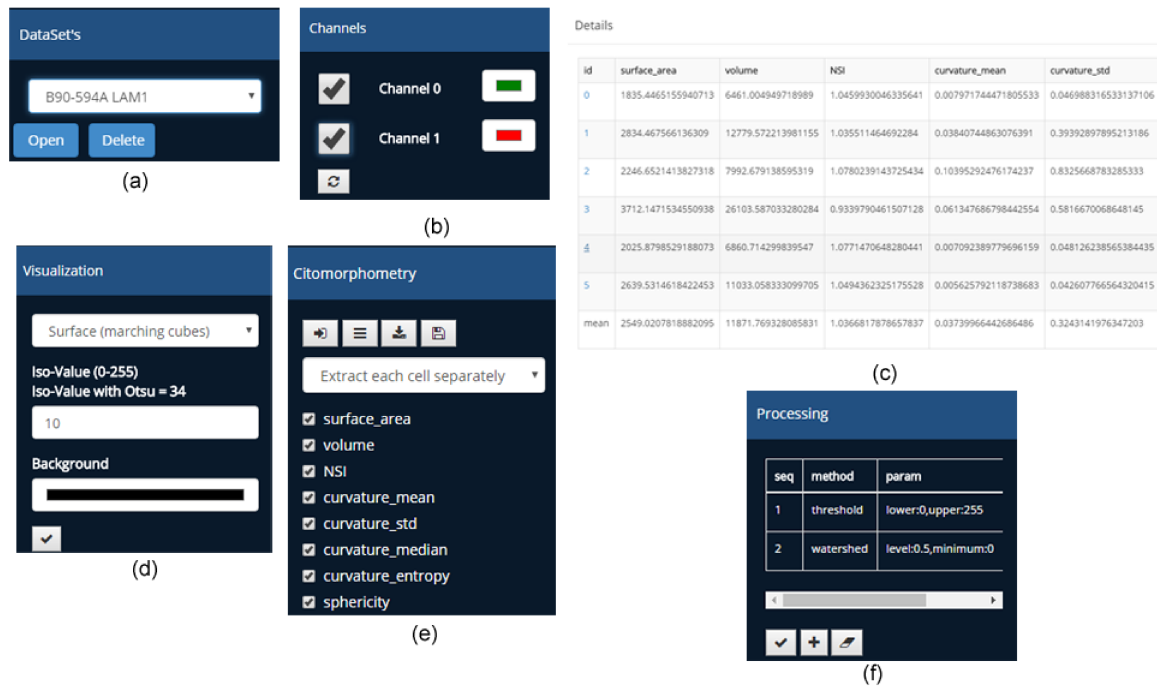 DataSet's
B90-594A LAM1
Open Delete
(a)
Channels
Channel 0
Channel 1
(b)
Details
id surface_area volume NSI curvature_mean curvature_std
0 1835.4465155940713 6461.004949718989 1.0459930046335641 0.007971744471805533 0.046988316533137106
1 2834.467566136309 12779.572213981155 1.035511464692284 0.03840744863076391 0.39392897895213186
2 2246.6521413827318 7992.679138595319 1.0780239143725434 0.10395292476174237 0.8325668783285333
3 3712.1471534550938 26103.587033280284 0.9339790461507128 0.061347686798442554 0.5816670068648145
4 2025.8798529188073 6860.714299839547 1.0771470648280441 0.007092389779696159 0.048126238565384435
5 2639.5314618422453 11033.058333099705 1.0494362325175528 0.005625792118738683 0.042607766564320415
mean 2549.0207818882095 11871.769328085831 1.0366817878657837 0.03739966442686486 0.3243141976347203
(c)
Visualization
Surface (marching cubes)
Iso-Value (0-255)
Iso-Value with Otsu = 34
10
Background
(d)
Citomorphometry
Extract each cell separately
surface_area
volume
NSI
curvature_mean
curvature_std
curvature_median
curvature_entropy
sphericity
(e)
Processing
seq method param
1 threshold lower:0,upper:255
2 watershed level:0.5,minimum:0
(f)